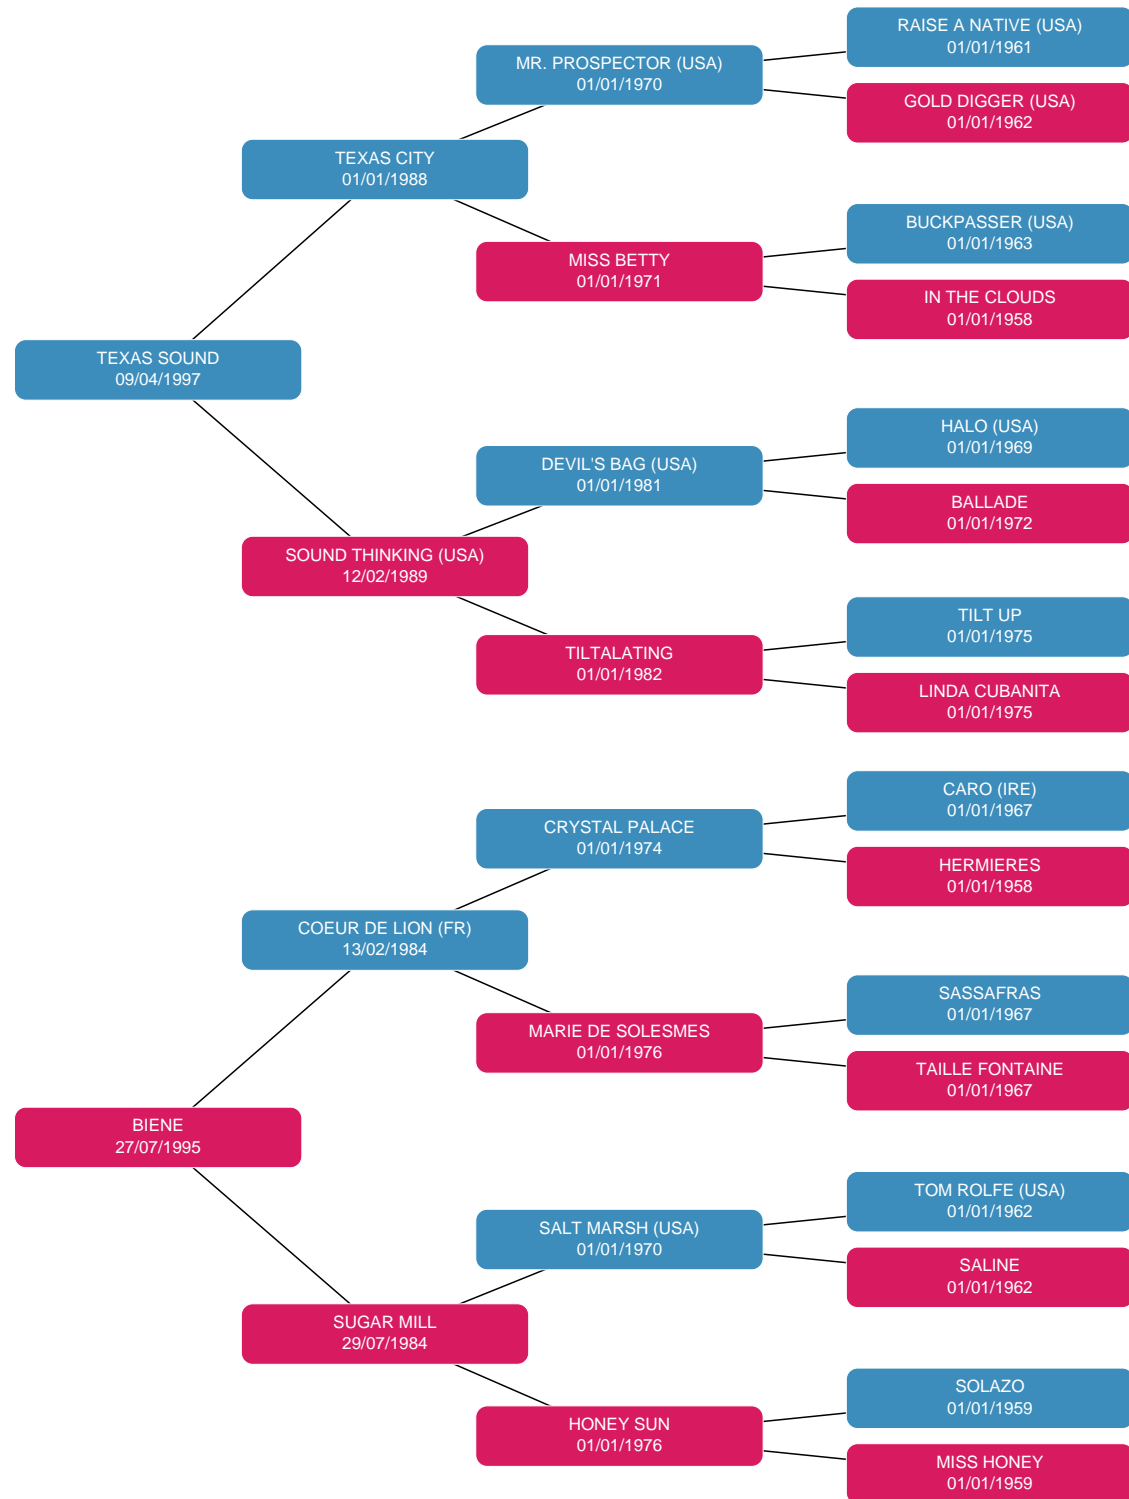 RAISE A NATIVE (USA)
01/01/1961
MR. PROSPECTOR (USA)
01/01/1970
GOLD DIGGER (USA)
01/01/1962
TEXAS CITY
01/01/1988
BUCKPASSER (USA)
01/01/1963
MISS BETTY
01/01/1971
IN THE CLOUDS
01/01/1958
TEXAS SOUND
09/04/1997
HALO (USA)
01/01/1969
DEVIL'S BAG (USA)
01/01/1981
BALLADE
01/01/1972
SOUND THINKING (USA)
12/02/1989
TILT UP
01/01/1975
TILTALATING
01/01/1982
LINDA CUBANITA
01/01/1975
CARO (IRE)
01/01/1967
CRYSTAL PALACE
01/01/1974
HERMIERES
01/01/1958
COEUR DE LION (FR)
13/02/1984
SASSAFRAS
01/01/1967
MARIE DE SOLESMES
01/01/1976
TAILLE FONTAINE
01/01/1967
BIENE
27/07/1995
TOM ROLFE (USA)
01/01/1962
SALT MARSH (USA)
01/01/1970
SALINE
01/01/1962
SUGAR MILL
29/07/1984
SOLAZO
01/01/1959
HONEY SUN
01/01/1976
MISS HONEY
01/01/1959